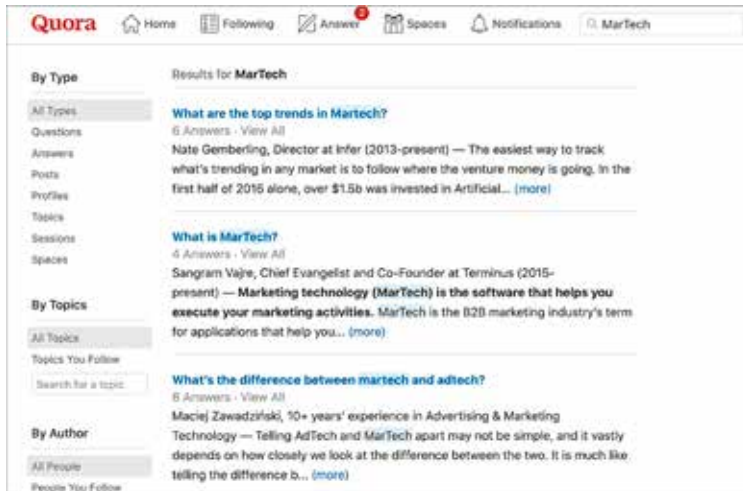 Quora Home Following Answer 2 Spaces Notifications MarTech
By Type
All Types
Questions
Answers
Posts
Profiles
Topics
Sessions
Spaces
By Topics
All Topics
Topics You Follow
Search for a topic
By Author
All People
People You Follow
Results for MarTech
What are the top trends in Martech?
6 Answers · View All
Nate Gemberling, Director at Infer (2013-present) — The easiest way to track
what's trending in any market is to follow where the venture money is going. In the
first half of 2016 alone, over $1.5b was invested in Artificial... (more)
What is MarTech?
4 Answers · View All
Sangram Vajre, Chief Evangelist and Co-Founder at Terminus (2015-
present) — Marketing technology (MarTech) is the software that helps you
execute your marketing activities. MarTech is the B2B marketing industry's term
for applications that help you... (more)
What's the difference between martech and adtech?
8 Answers · View All
Maciej Zawadziński, 10+ years' experience in Advertising & Marketing
Technology — Telling AdTech and MarTech apart may not be simple, and it vastly
depends on how closely we look at the difference between the two. It is much like
telling the difference b... (more)